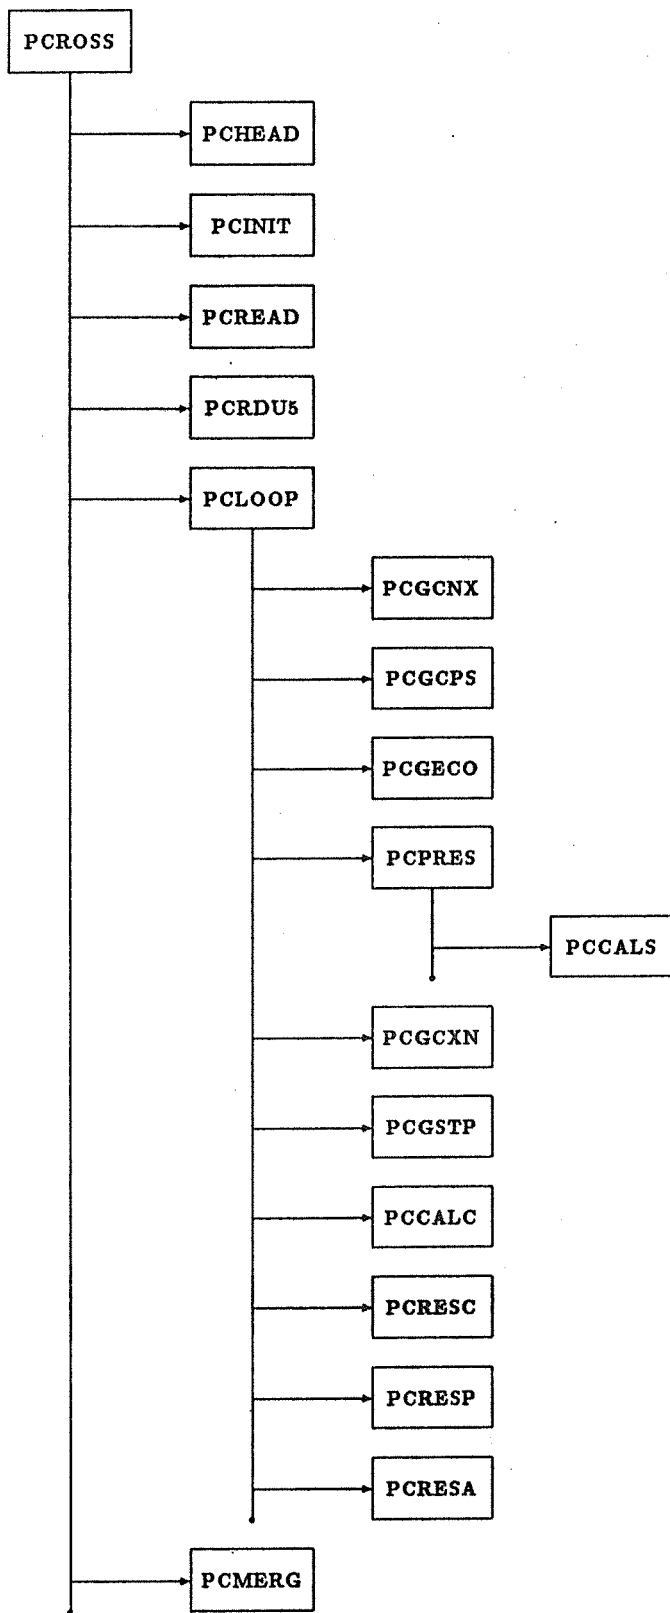 PCROSS
PCHEAD
PCINIT
PCREAD
PCRDU5
PCLOOP
PCGCNX
PCGCPS
PCGECO
PCPRES
PCCALS
PCGCXN
PCGSTP
PCCALC
PCRESC
PCRESP
PCRESA
PCMERG